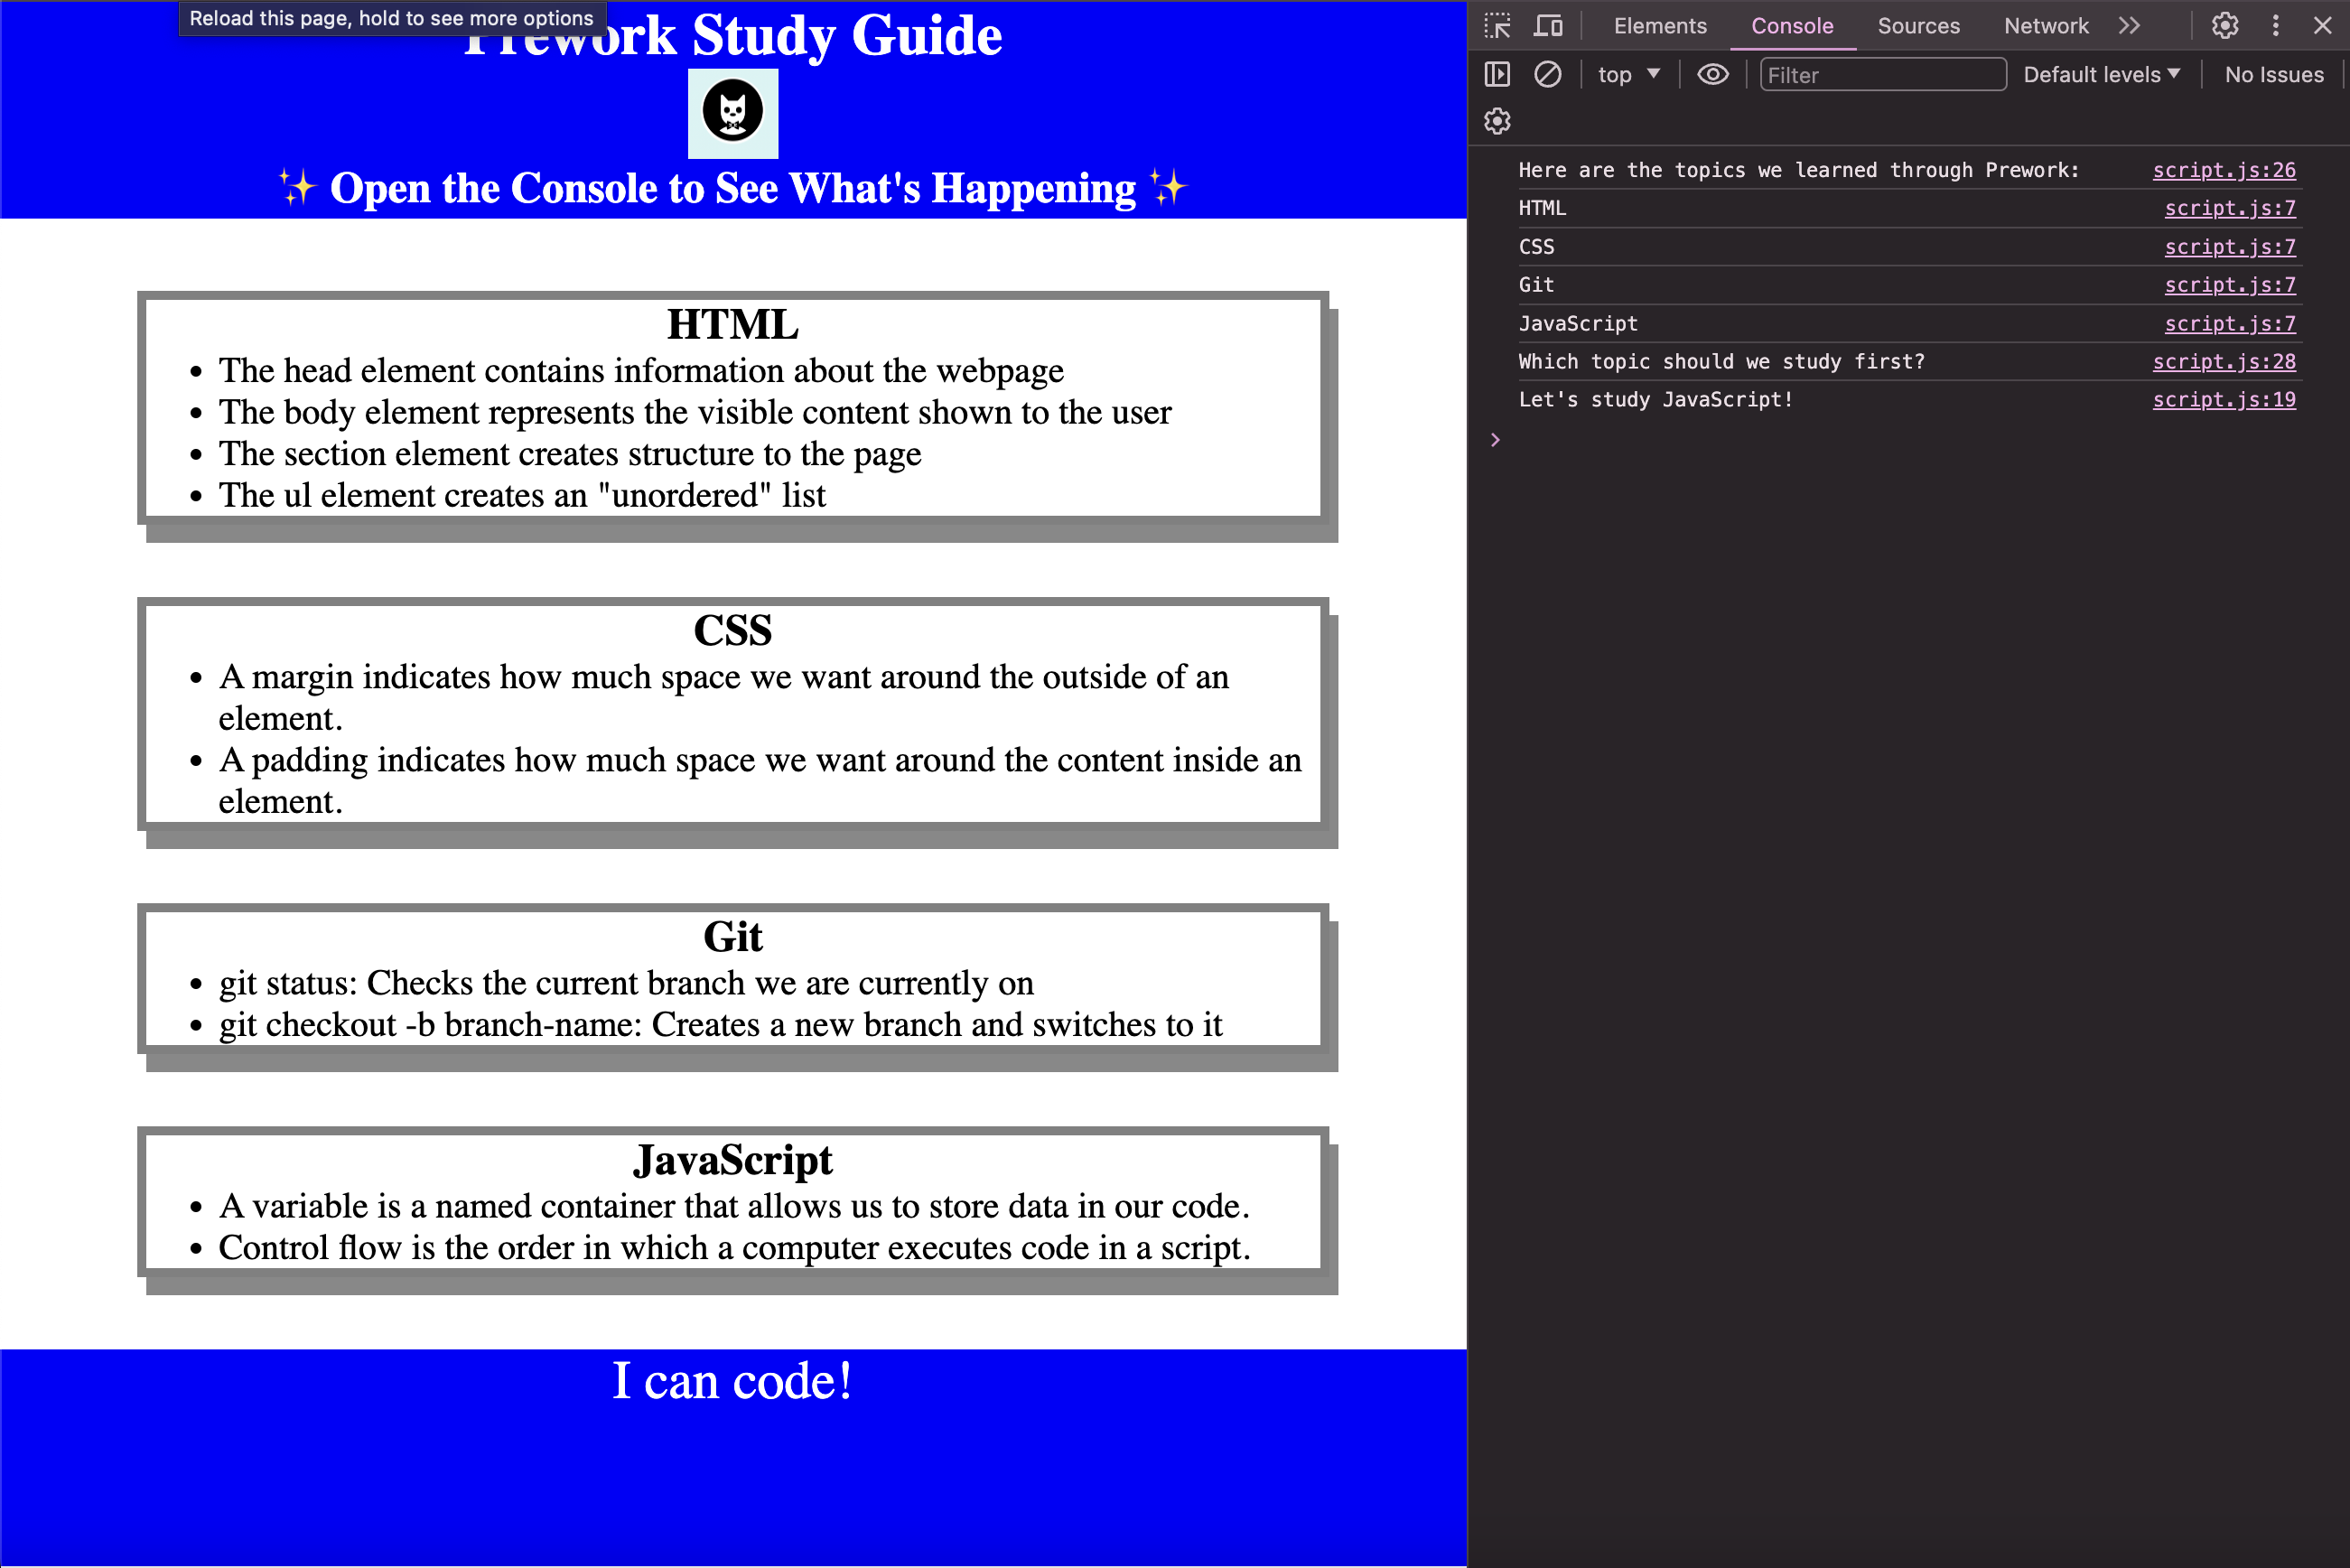 Reload this page, hold to see more options
Prework Study Guide
✨ Open the Console to See What's Happening ✨
HTML
• The head element contains information about the webpage
• The body element represents the visible content shown to the user
• The section element creates structure to the page
• The ul element creates an "unordered" list
CSS
• A margin indicates how much space we want around the outside of an
element.
• A padding indicates how much space we want around the content inside an
element.
Git
• git status: Checks the current branch we are currently on
• git checkout -b branch-name: Creates a new branch and switches to it
JavaScript
• A variable is a named container that allows us to store data in our code.
• Control flow is the order in which a computer executes code in a script.
I can code!
Elements Console Sources Network
top Filter Default levels No Issues
Here are the topics we learned through Prework: script.js:26
HTML script.js:7
CSS script.js:7
Git script.js:7
JavaScript script.js:7
Which topic should we study first? script.js:28
Let's study JavaScript! script.js:19